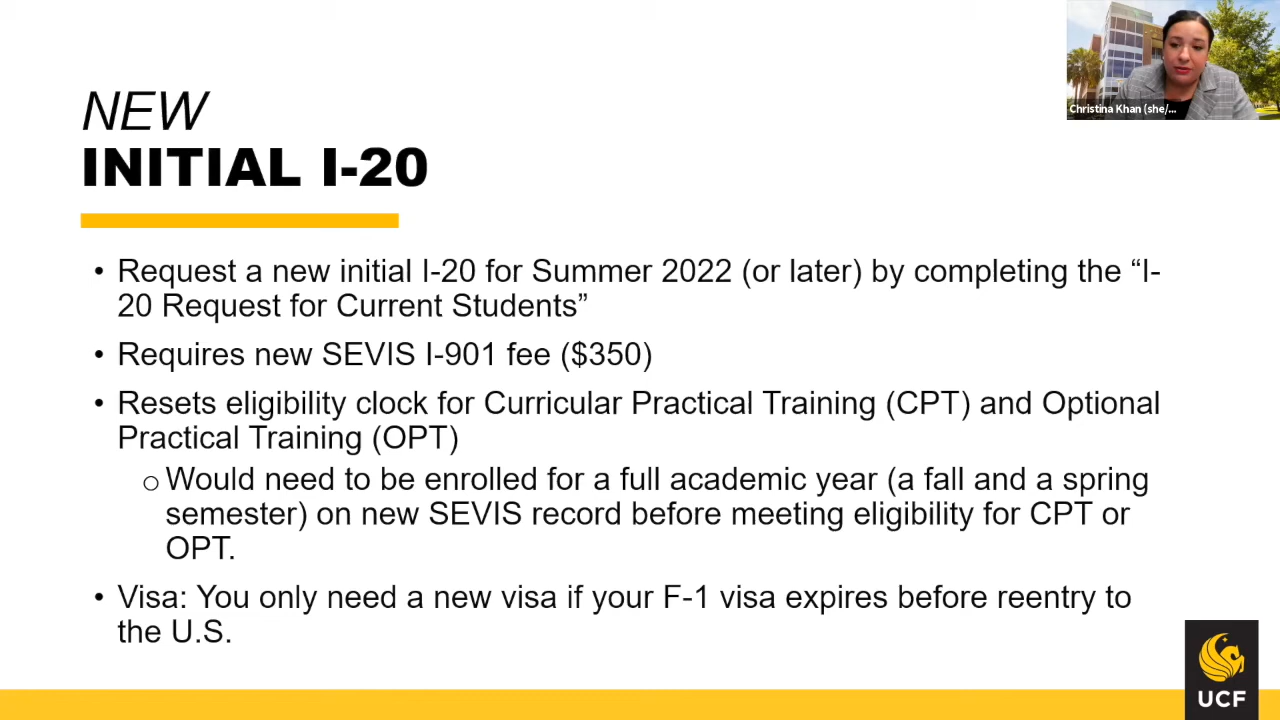 Christina Khan (she/...
NEW
INITIAL I-20
• Request a new initial I-20 for Summer 2022 (or later) by completing the “I-
20 Request for Current Students”
• Requires new SEVIS I-901 fee ($350)
• Resets eligibility clock for Curricular Practical Training (CPT) and Optional
Practical Training (OPT)
o Would need to be enrolled for a full academic year (a fall and a spring
semester) on new SEVIS record before meeting eligibility for CPT or
OPT.
• Visa: You only need a new visa if your F-1 visa expires before reentry to
the U.S.
UCF